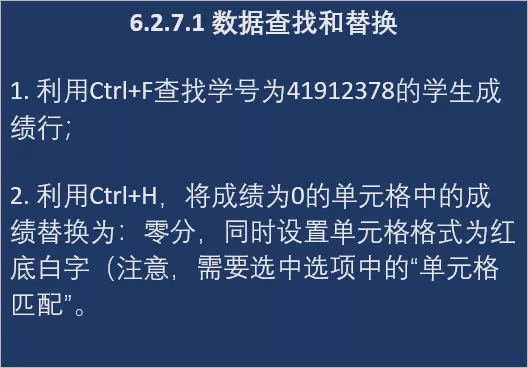 6.2.7.1 数据查找和替换
1. 利用Ctrl+F查找学号为41912378的学生成
绩行；
2. 利用Ctrl+H，将成绩为0的单元格中的成
绩替换为：零分，同时设置单元格格式为红
底白字（注意，需要选中选项中的“单元格
匹配”。